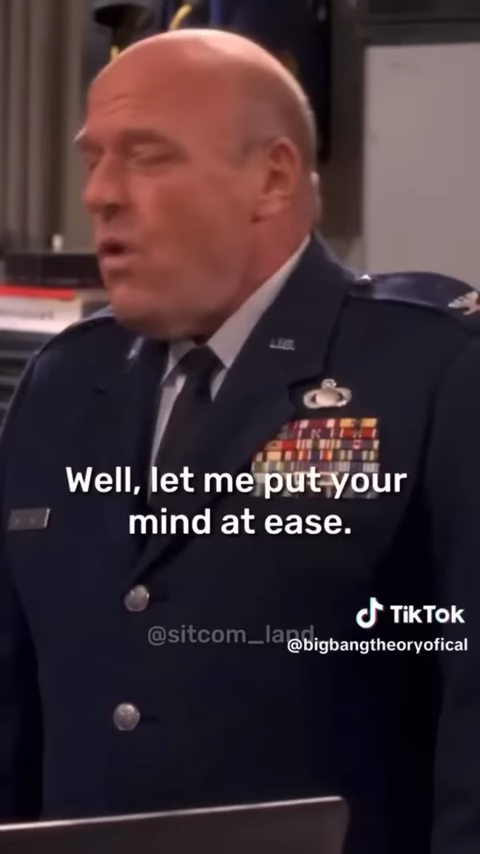 U.S.
Well, let me put your
mind at ease.
TikTok
@sitcom_land
@bigbangtheoryofical